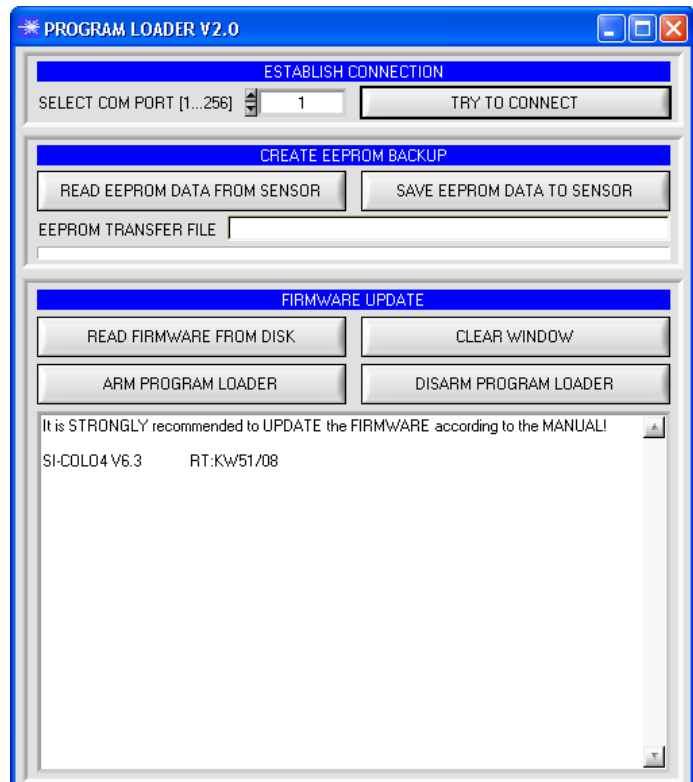 PROGRAM LOADER V2.0
ESTABLISH CONNECTION
SELECT COM PORT [1...256] 1 TRY TO CONNECT
CREATE EEPROM BACKUP
READ EEPROM DATA FROM SENSOR SAVE EEPROM DATA TO SENSOR
EEPROM TRANSFER FILE
FIRMWARE UPDATE
READ FIRMWARE FROM DISK CLEAR WINDOW
ARM PROGRAM LOADER DISARM PROGRAM LOADER
It is STRONGLY recommended to UPDATE the FIRMWARE according to the MANUAL!
SI-COLO4 V6.3 RT:KW51/08